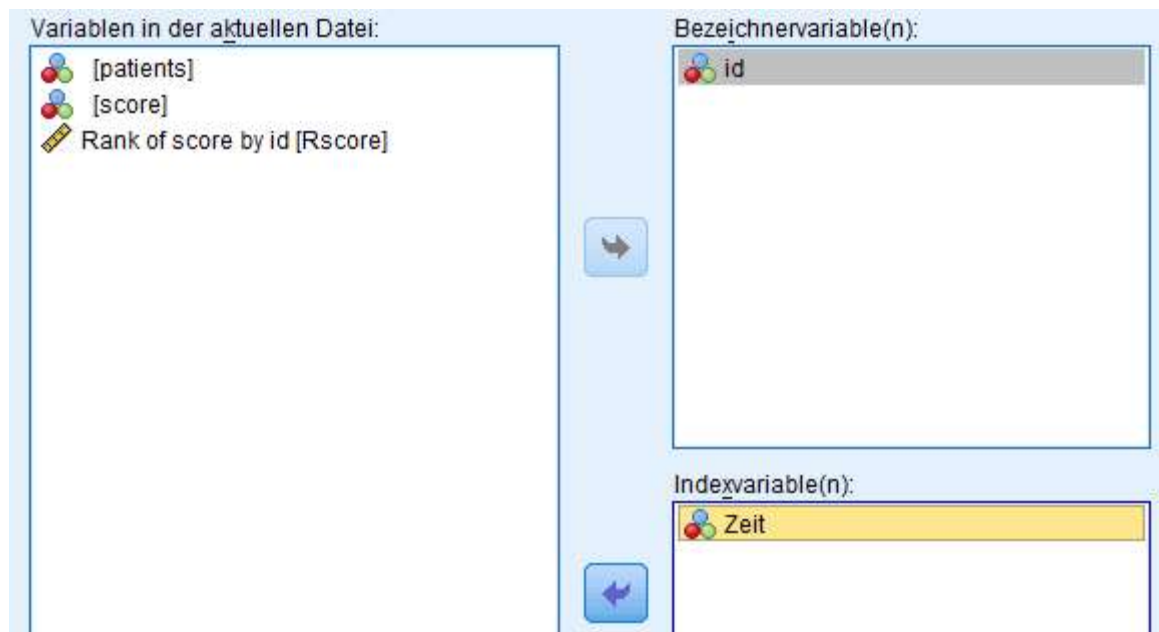 Variablen in der aktuellen Datei:
[patients]
[score]
Rank of score by id [Rscore]
Bezeichnervariable(n):
id
Indexvariable(n):
Zeit